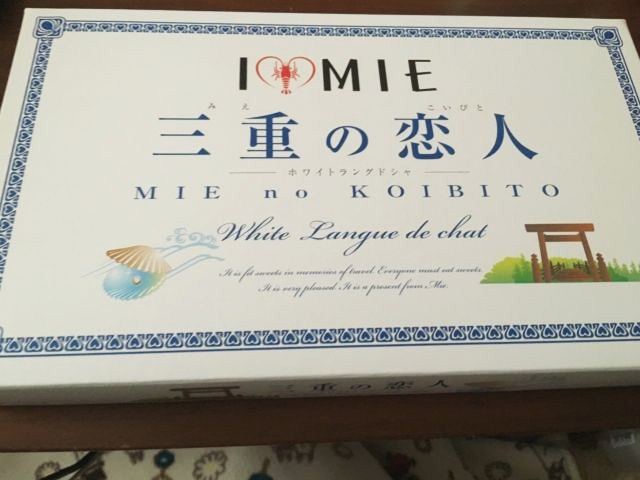 I MIE
みえ こいびと
三重の恋人
ホワイトラングドシャ
MIE no KOIBITO
White Langue de chat
It is fit sweets in memories of travel. Everyone must eat sweets.
It is very pleased. It is a present from Mie.
三重の恋人